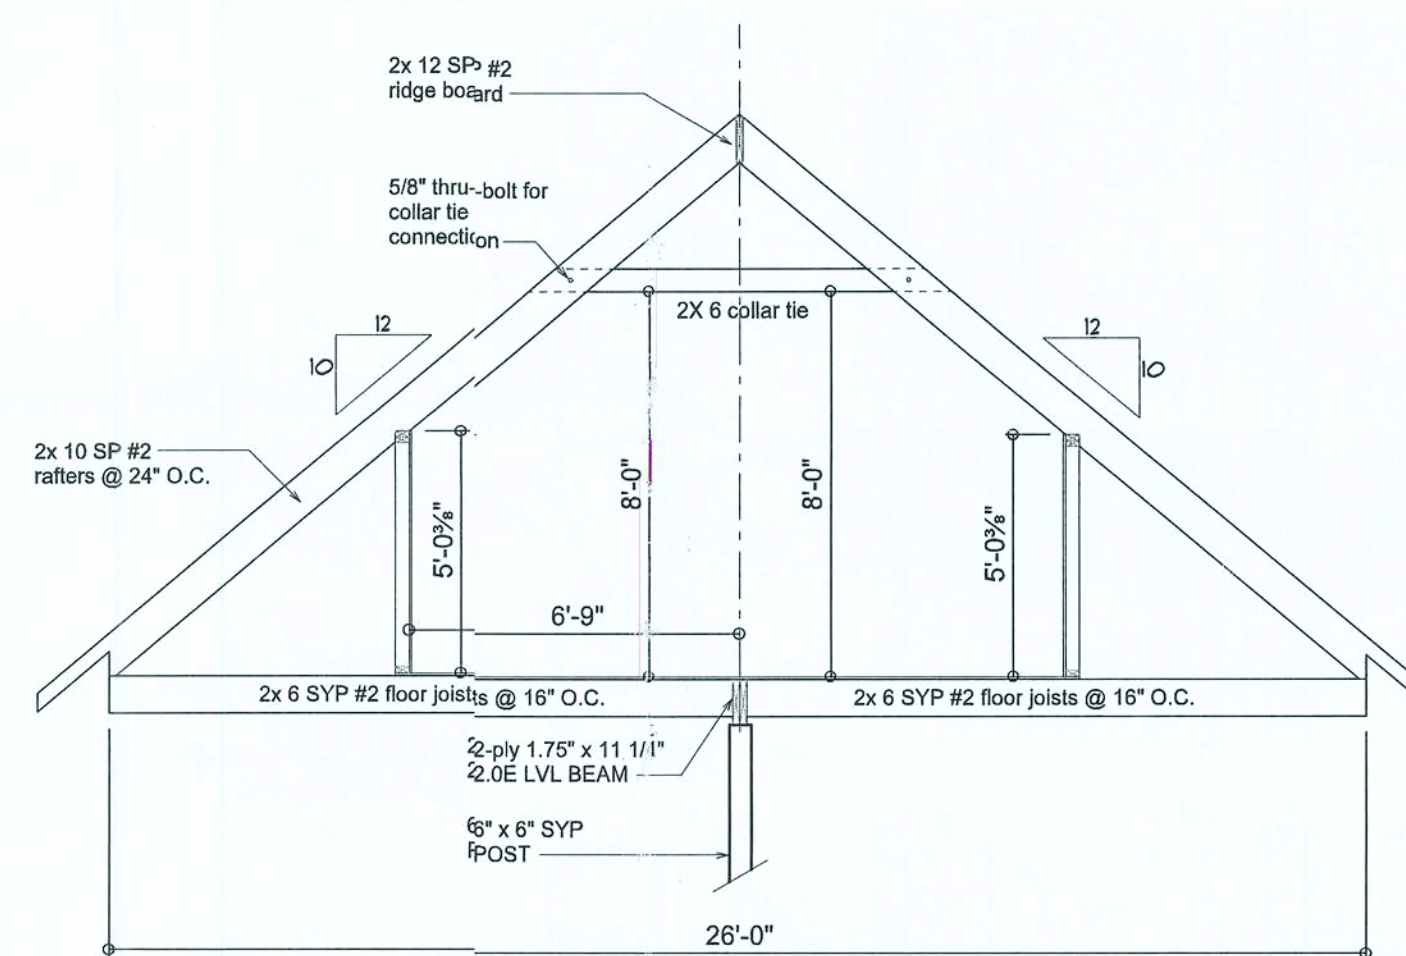 2x 12 SP #2
ridge board
5/8" thru-bolt for
collar tie
connection
2X 6 collar tie
12
10
12
10
2x 10 SP #2
rafters @ 24" O.C.
5'-0⅜"
8'-0"
8'-0"
5'-0⅜"
6'-9"
2x 6 SYP #2 floor joists @ 16" O.C.
2x 6 SYP #2 floor joists @ 16" O.C.
2-ply 1.75" x 11 1/4"
2.0E LVL BEAM
6" x 6" SYP
POST
26'-0"